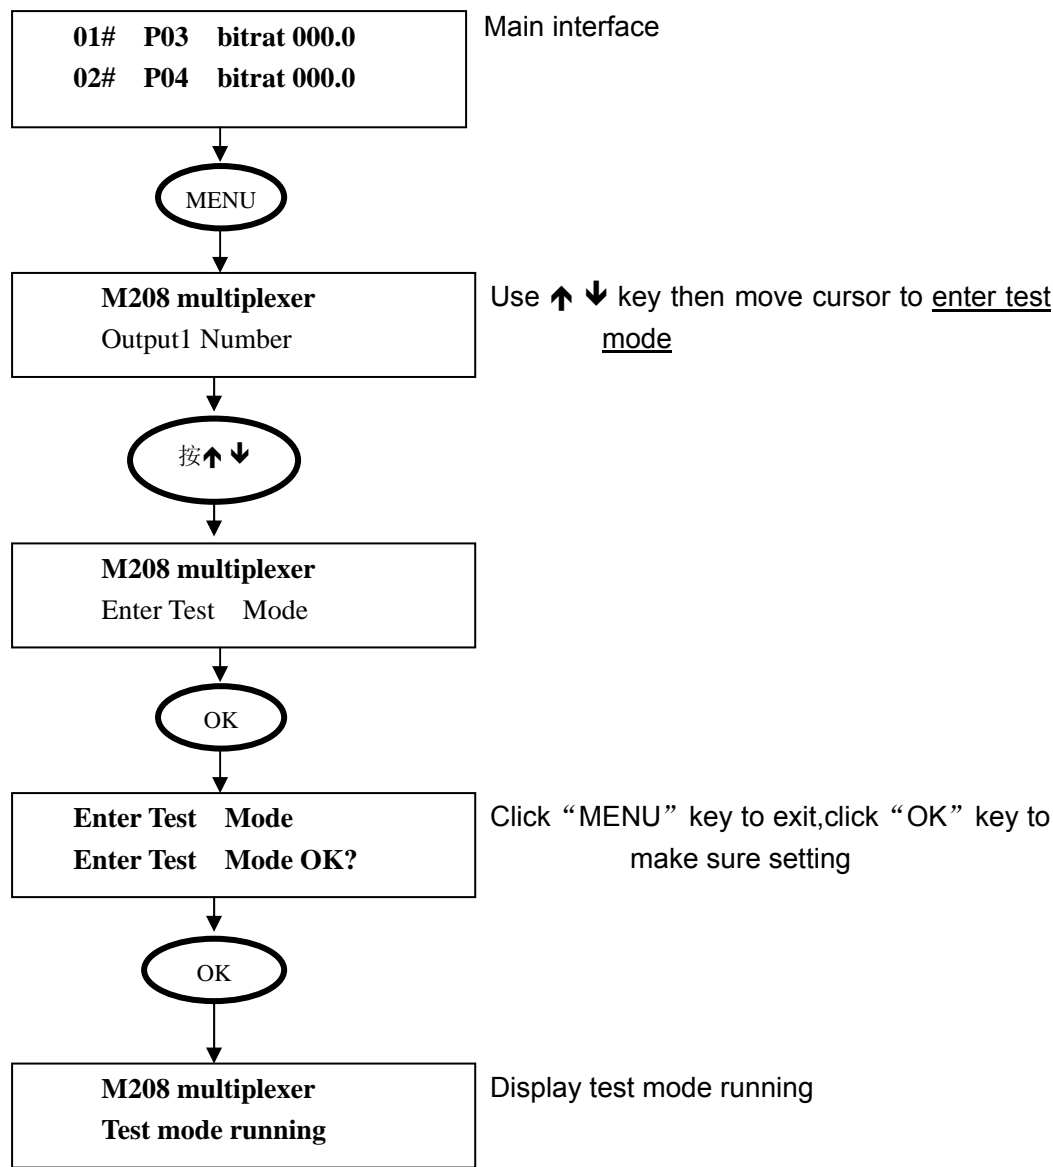 01# P03 bitrat 000.0
02# P04 bitrat 000.0
Main interface
MENU
M208 multiplexer
Output1 Number
Use ↑ ↓ key then move cursor to enter test
mode
按↑ ↓
M208 multiplexer
Enter Test Mode
OK
Enter Test Mode
Enter Test Mode OK?
Click “MENU” key to exit,click “OK” key to
make sure setting
OK
M208 multiplexer
Test mode running
Display test mode running